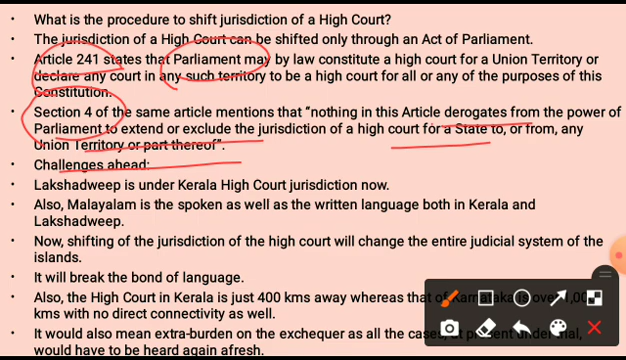 • What is the procedure to shift jurisdiction of a High Court?
• The jurisdiction of a High Court can be shifted only through an Act of Parliament.
• Article 241 states that Parliament may by law constitute a high court for a Union Territory or
declare any court in any such territory to be a high court for all or any of the purposes of this
Constitution.
• Section 4 of the same article mentions that “nothing in this Article derogates from the power of
Parliament to extend or exclude the jurisdiction of a high court for a State to, or from, any
Union Territory or part thereof”.
• Challenges ahead:
• Lakshadweep is under Kerala High Court jurisdiction now.
• Also, Malayalam is the spoken as well as the written language both in Kerala and
Lakshadweep.
• Now, shifting of the jurisdiction of the high court will change the entire judicial system of the
islands.
• It will break the bond of language.
• Also, the High Court in Kerala is just 400 kms away whereas that of Karnataka is over 1,00
kms with no direct connectivity as well.
• It would also mean extra-burden on the exchequer as all the cases, at present under trial,
would have to be heard again afresh.